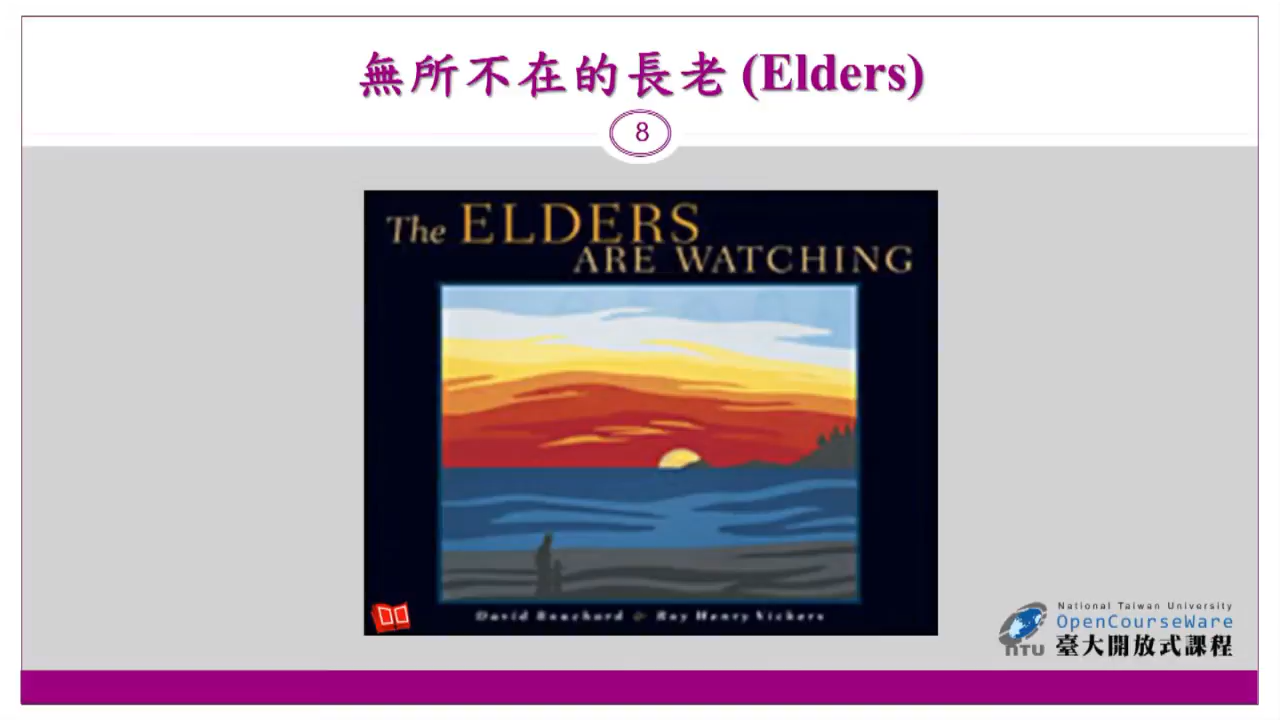 無所不在的長老 (Elders)
8
The ELDERS
ARE WATCHING
David Bouchard & Roy Henry Vickers
National Taiwan University
OpenCourseWare
NTU 臺大開放式課程